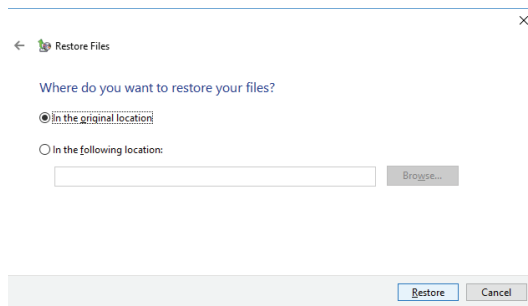 Restore Files
Where do you want to restore your files?
In the original location
In the following location:
Browse...
Restore Cancel